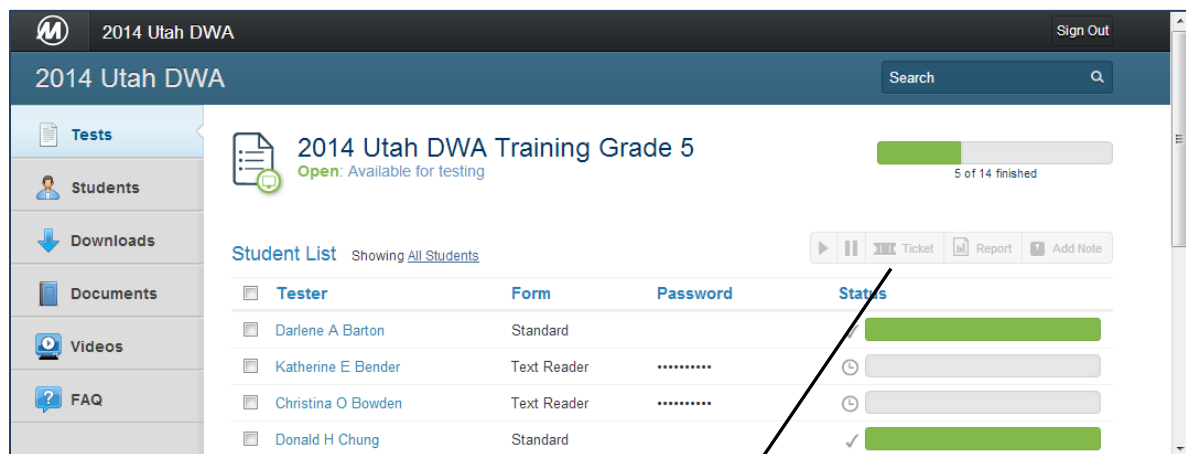 2014 Utah DWA Sign Out
2014 Utah DWA Search
Tests
Students
Downloads
Documents
Videos
FAQ
2014 Utah DWA Training Grade 5
Open: Available for testing
5 of 14 finished
Student List Showing All Students
Ticket Report Add Note
Tester Form Password Status
Darlene A Barton Standard
Katherine E Bender Text Reader ••••••••••
Christina O Bowden Text Reader ••••••••••
Donald H Chung Standard